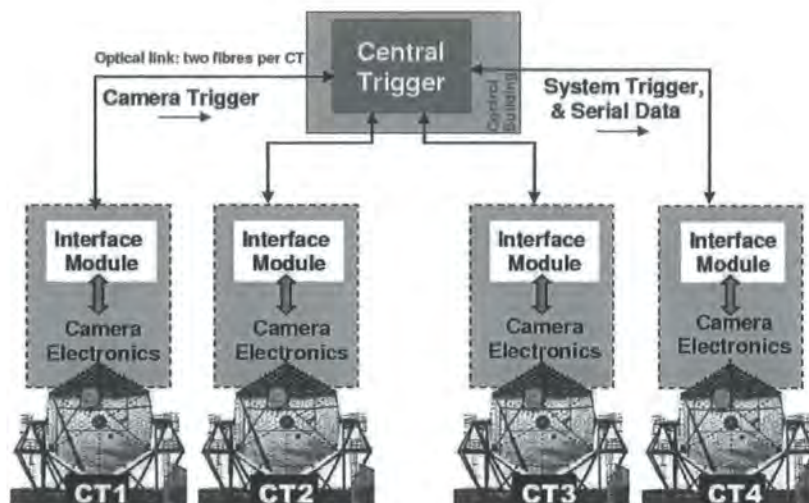 Optical link: two fibres per CT
Central
Trigger
Control
Building
Camera Trigger
System Trigger,
& Serial Data
Interface
Module
Interface
Module
Interface
Module
Interface
Module
Camera
Electronics
Camera
Electronics
Camera
Electronics
Camera
Electronics
CT1
CT2
CT3
CT4